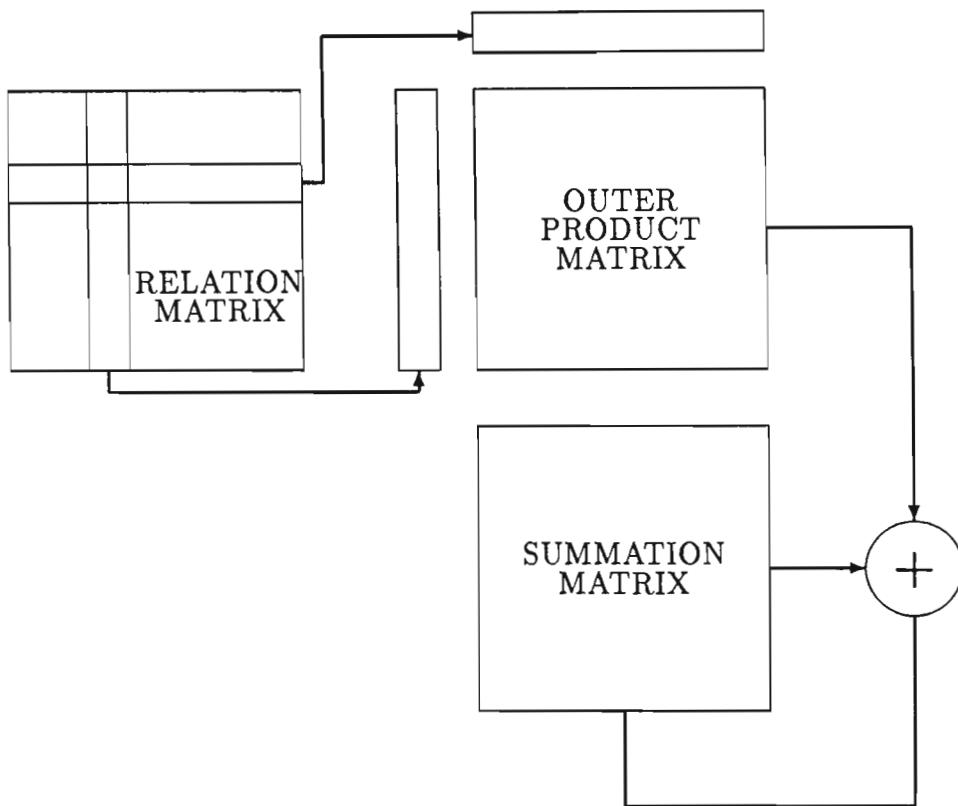 OUTER
PRODUCT
MATRIX
RELATION
MATRIX
SUMMATION
MATRIX
+